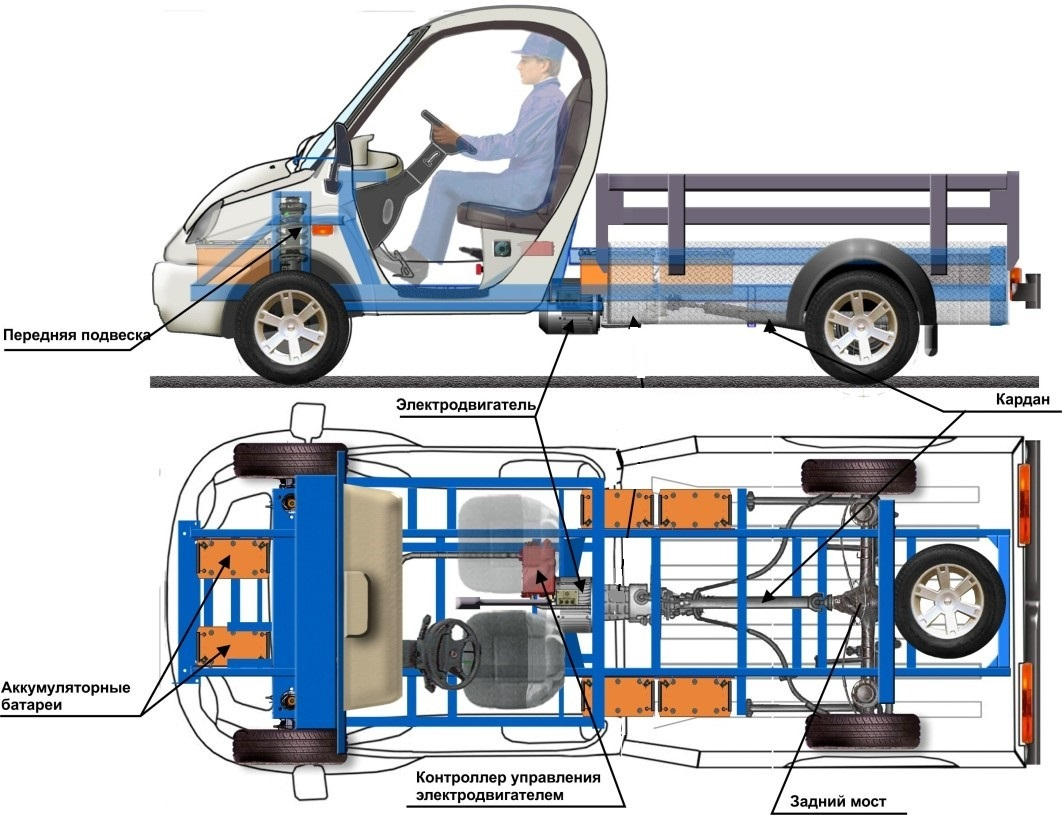 Передняя подвеска
Электродвигатель
Кардан
Аккумуляторные
батареи
Контроллер управления
электродвигателем
Задний мост